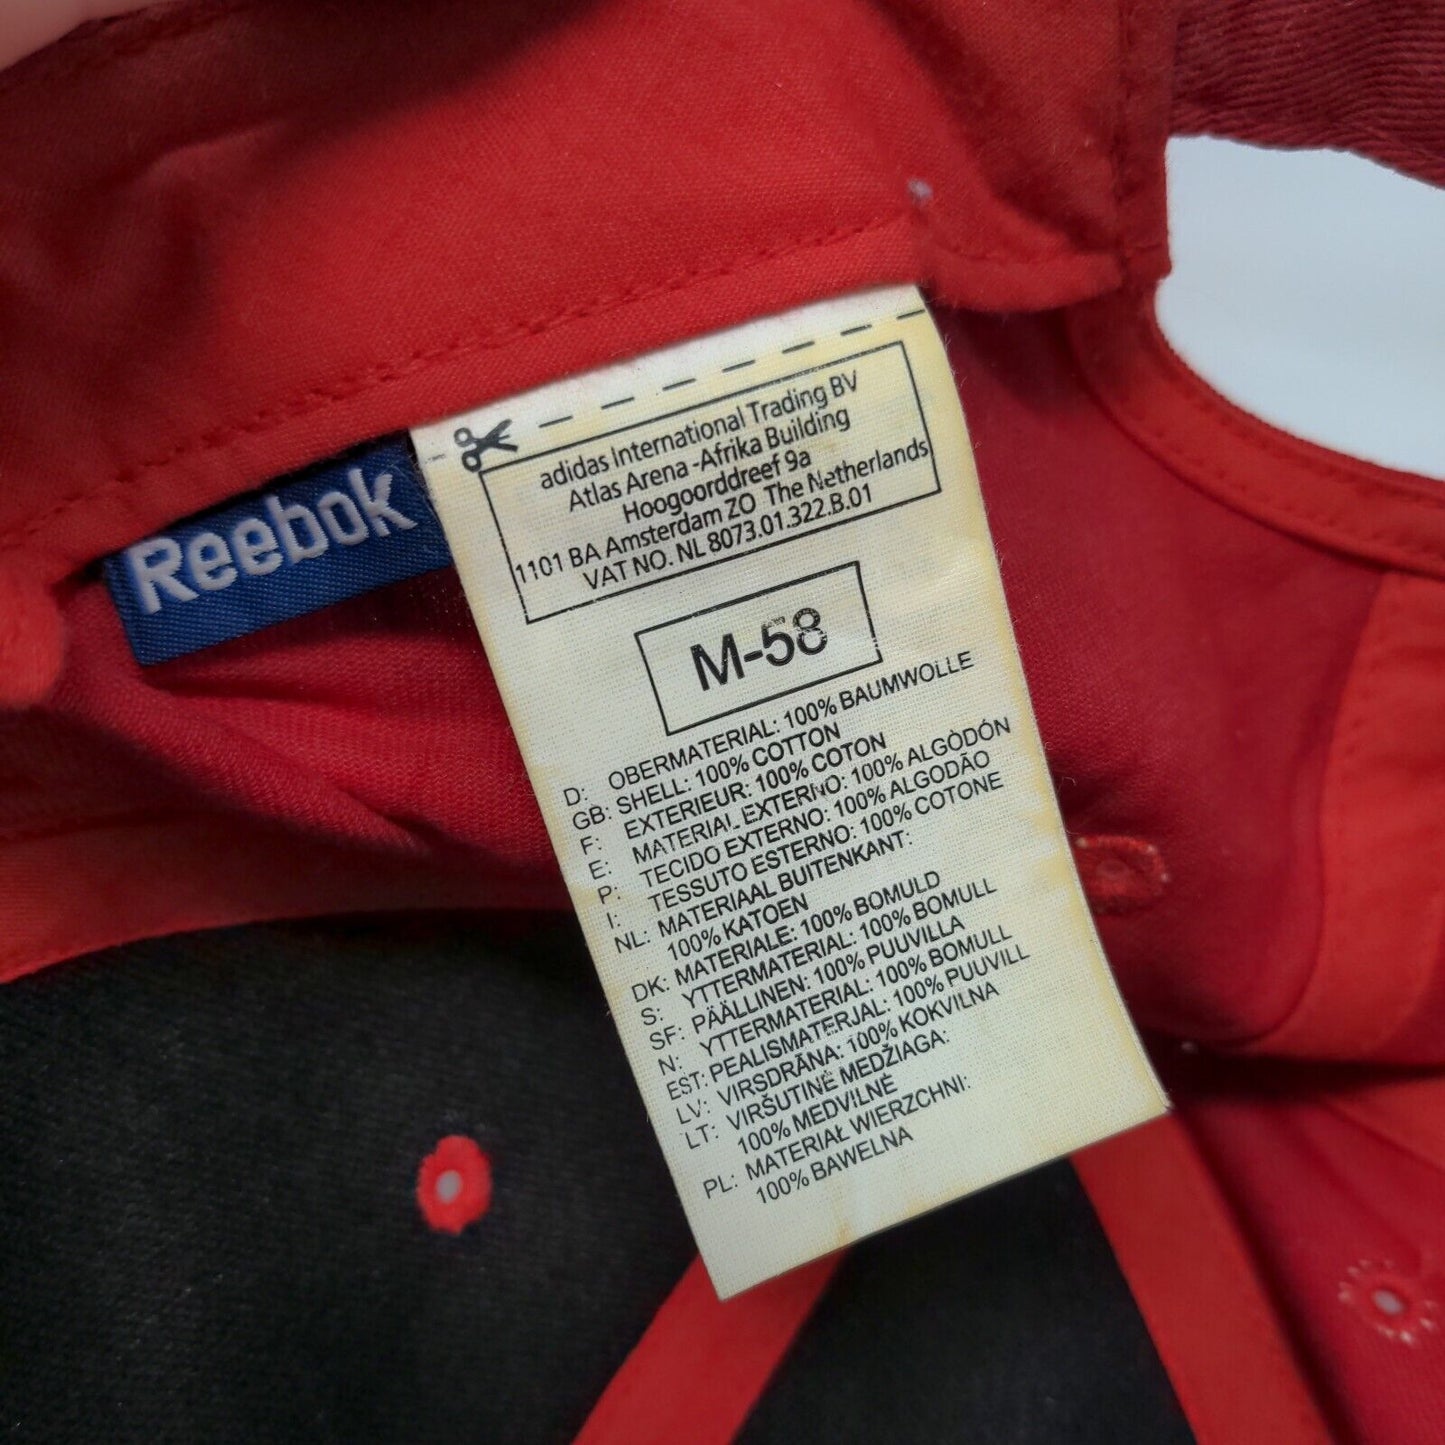 Reebok
adidas International Trading BV
Atlas Arena-Afrika Building
Hoogoorddreef 9a
1101 BA Amsterdam ZO The Netherlands
VAT NO. NL 8073.01.322.B.01
M-58
D: OBERMATERIAL: 100% BAUMWOLLE
GB: SHELL: 100% COTTON
F: EXTERIEUR: 100% COTON
E: MATERIAL EXTERNO: 100% ALGÒDÓN
P: TECIDO EXTERNO: 100% ALGODÃO
I: TESSUTO ESTERNO: 100% COTONE
NL: MATERIAAL BUITENKANT:
100% KATOEN
DK: MATERIALE: 100% BOMULD
S: YTTERMATERIAL: 100% BOMULL
SF: PÄÄLLINEN: 100% PUUVILLA
N: YTTERMATERIAL: 100% BOMULL
EST: PEALISMATERJAL: 100% PUUVILL
LV: VIRSDRĀNA: 100% KOKVILNA
LT: VIRŠUTINĖ MEDŽIAGA:
100% MEDVILNĖ
PL: MATERIAŁ WIERZCHNI:
100% BAWELNA